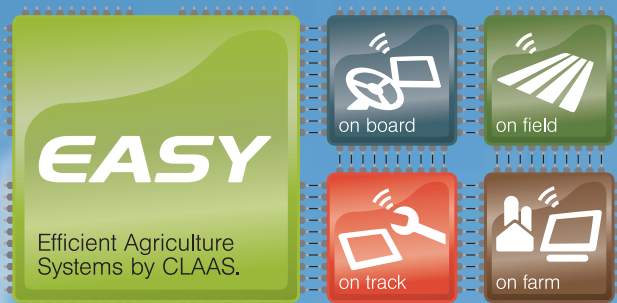 EASY
Efficient Agriculture
Systems by CLAAS.
on board
on field
on track
on farm